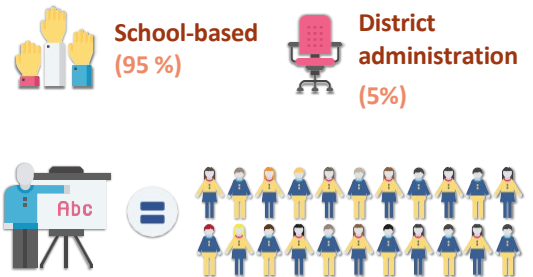 School-based
(95 %)
District
administration
(5%)
Abc